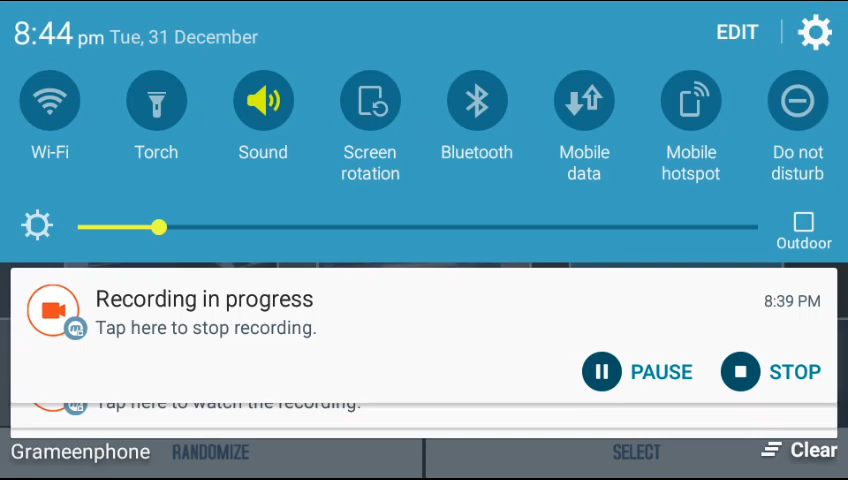 8:44 pm Tue, 31 December EDIT
Wi-Fi Torch Sound Screen rotation Bluetooth Mobile data Mobile hotspot Do not disturb
Outdoor
Recording in progress 8:39 PM
Tap here to stop recording.
PAUSE STOP
Tap here to watch the recording.
Grameenphone RANDOMIZE SELECT Clear